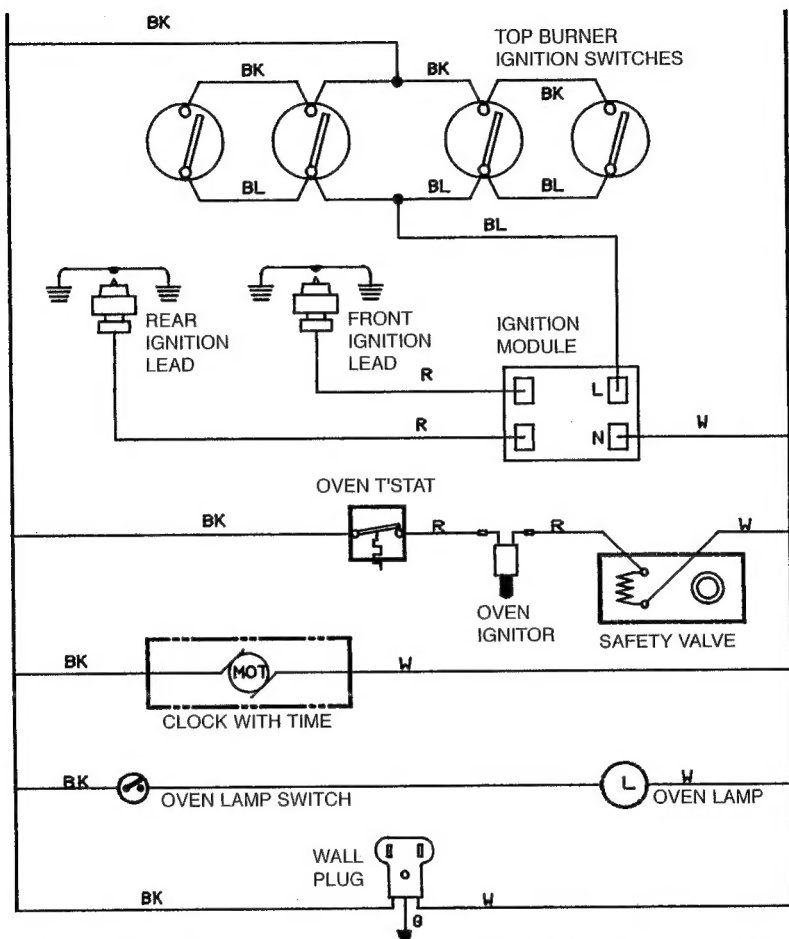 BK
TOP BURNER
IGNITION SWITCHES
BK
BK
BK
BL
BL
BL
BL
REAR
IGNITION
LEAD
FRONT
IGNITION
LEAD
IGNITION
MODULE
R
L
R
N
W
OVEN T'STAT
BK
R
R
W
OVEN
IGNITOR
SAFETY VALVE
BK
MOT
W
CLOCK WITH TIME
BK
OVEN LAMP SWITCH
L
W
OVEN LAMP
WALL
PLUG
BK
G
W